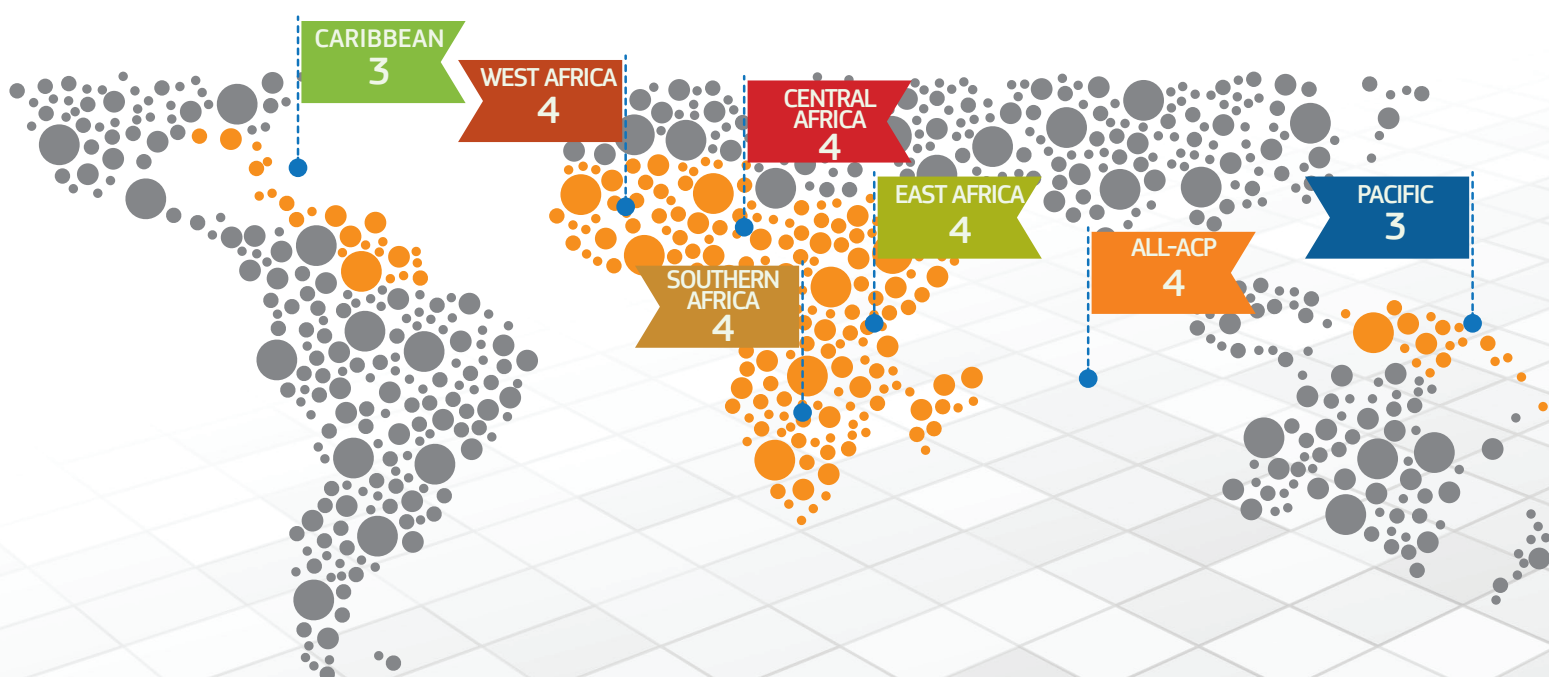 CARIBBEAN
3
WEST AFRICA
4
CENTRAL
AFRICA
4
EAST AFRICA
4
PACIFIC
3
ALL-ACP
4
SOUTHERN
AFRICA
4